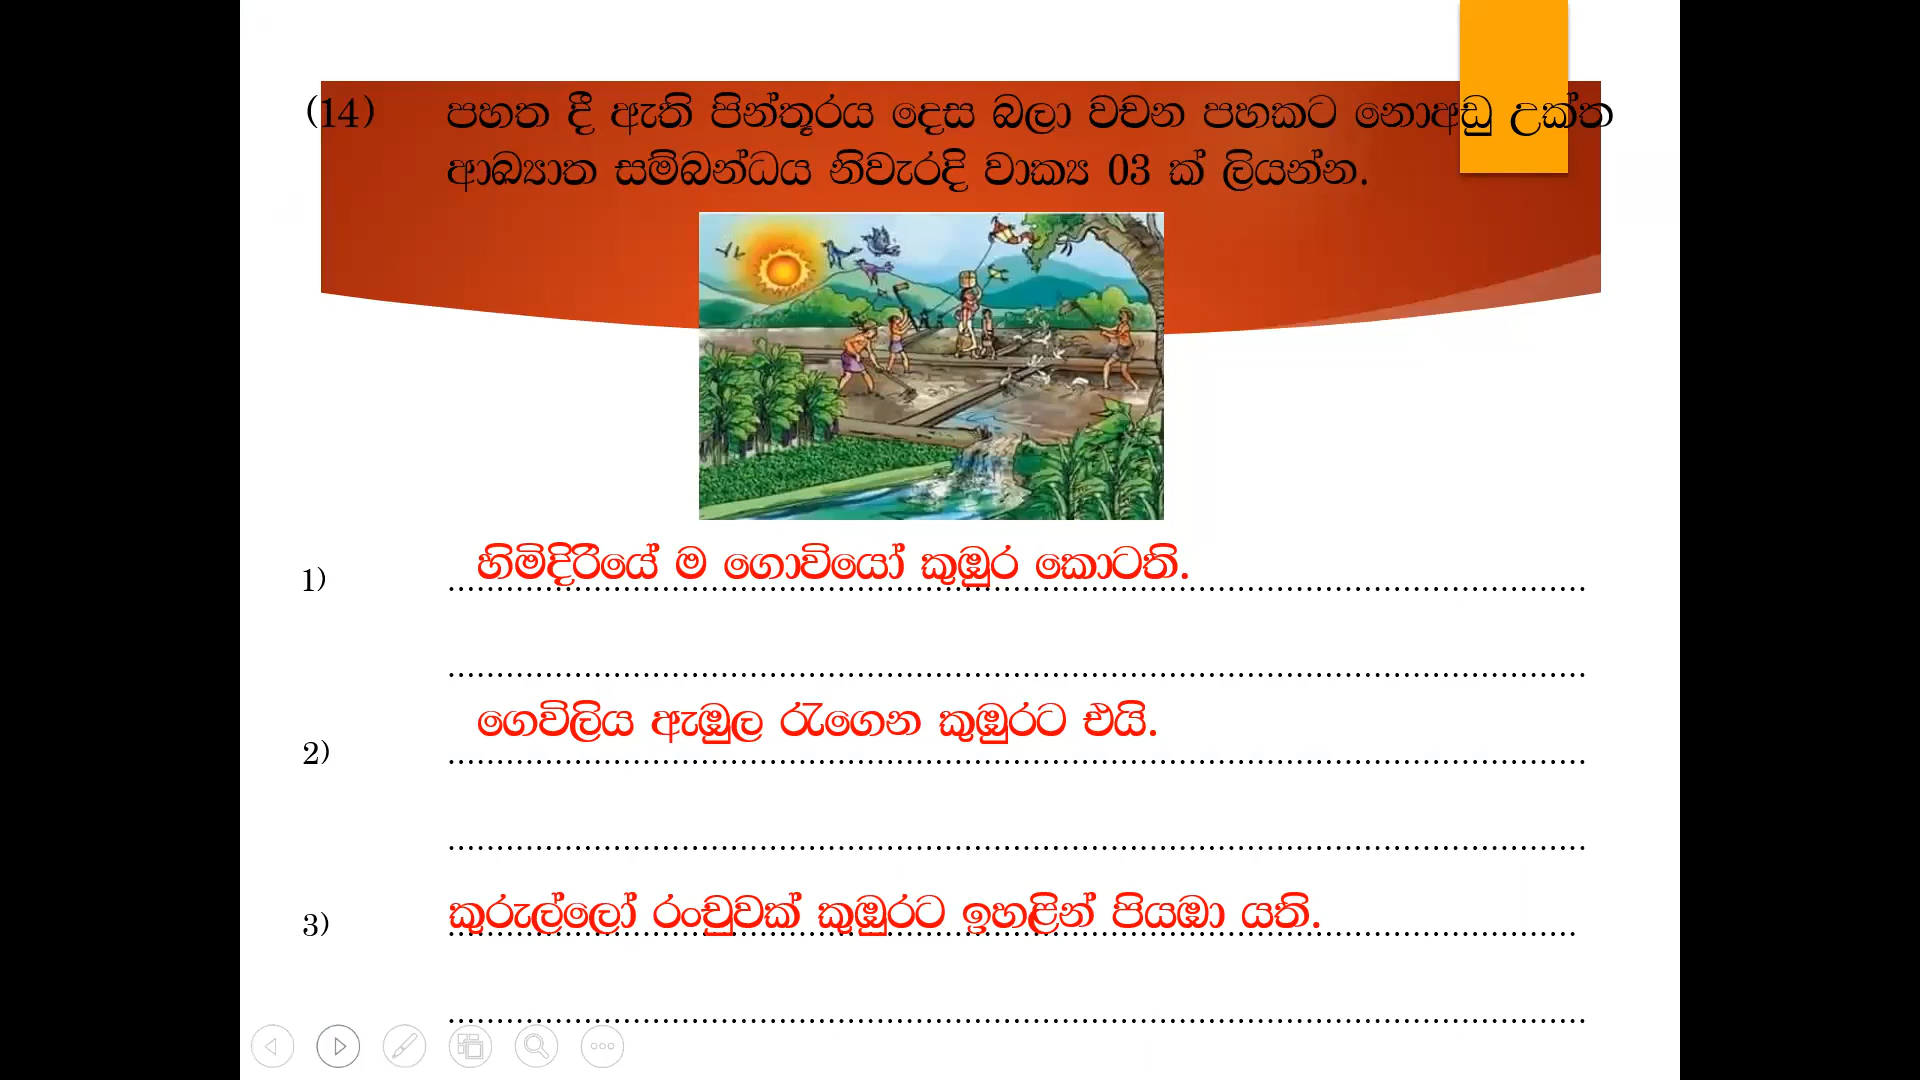 (14) පහත දී ඇති පින්තූරය දෙස බලා වචන පහකට නොඅඩු උක්ත
ආඛ්‍යාත සම්බන්ධය නිවැරදි වාක්‍ය 03 ක් ලියන්න.
1) හිමිදිරියේ ම ගොවියෝ කුඹුර කොටති.
2) ගෙවිලිය ඇඹුල රැගෙන කුඹුරට එයි.
3) කුරුල්ලෝ රංචුවක් කුඹුරට ඉහළින් පියඹා යති.